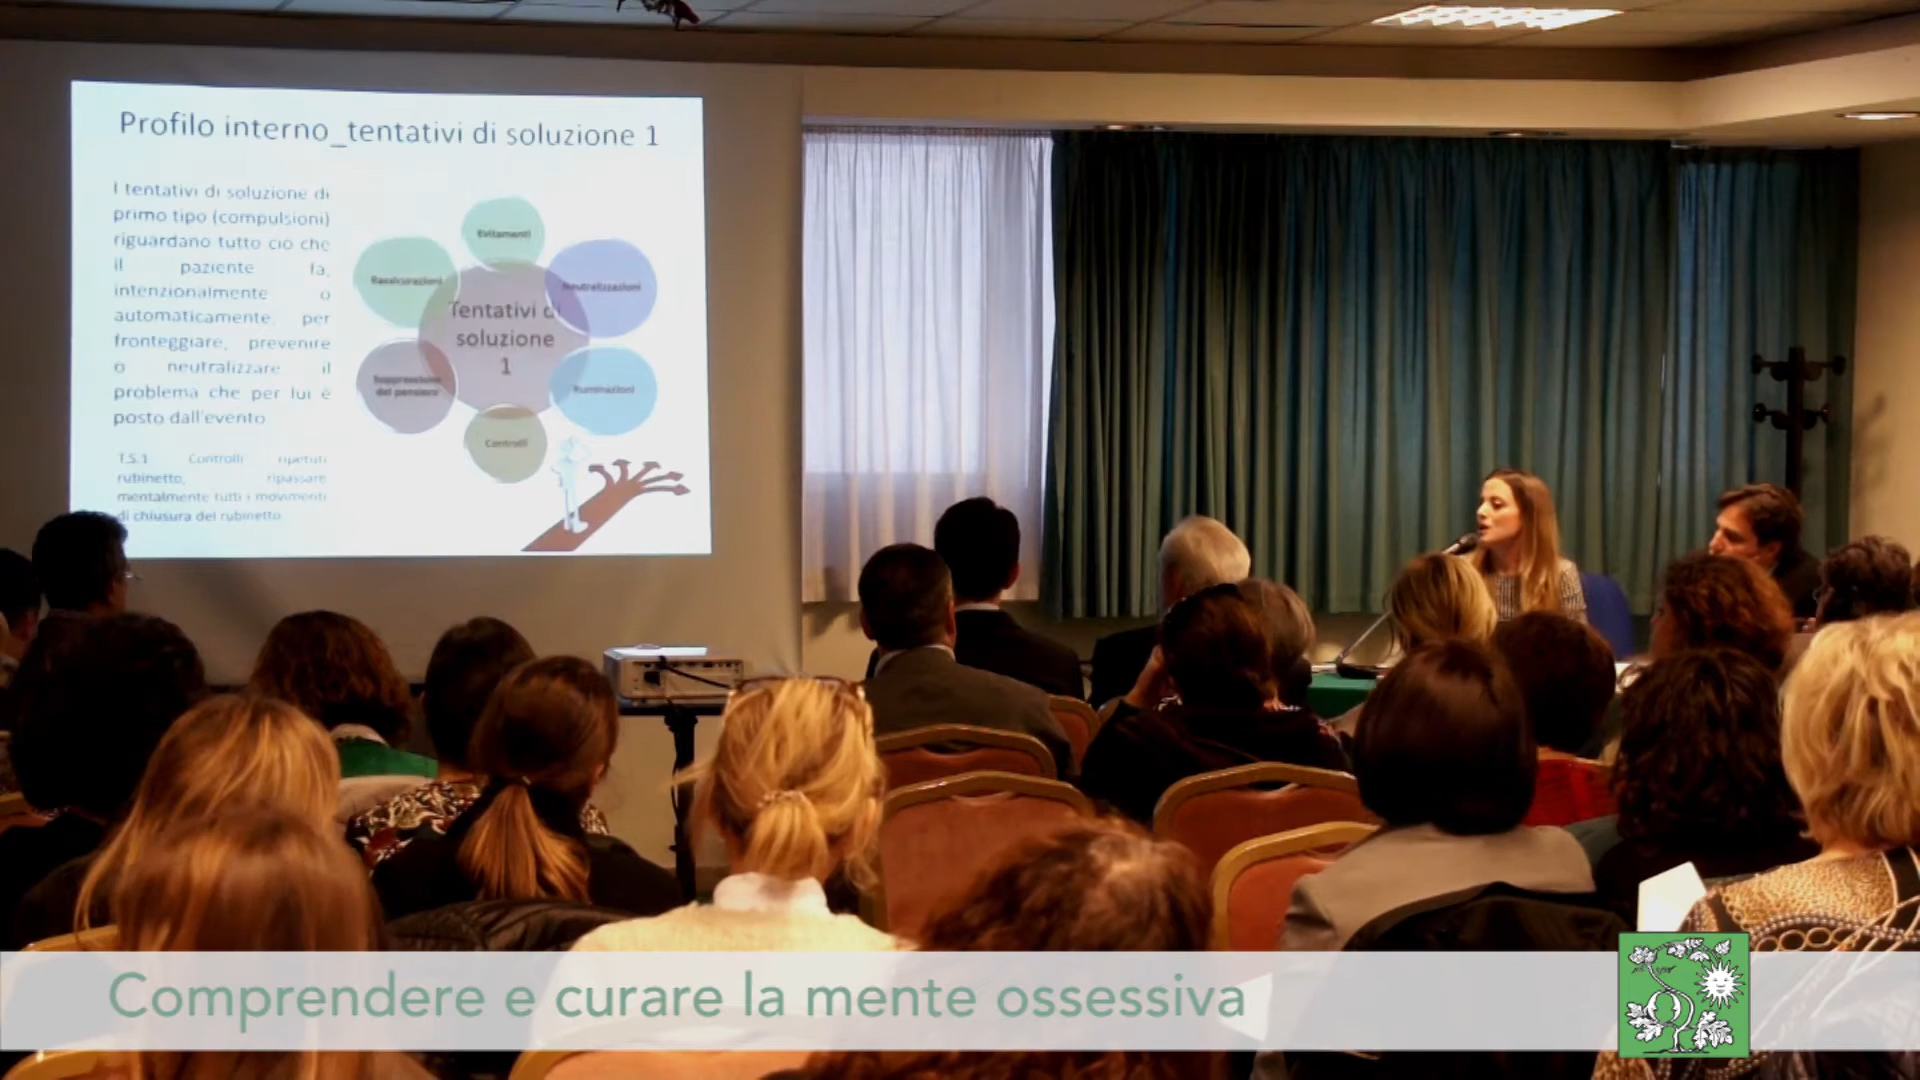 Profilo interno_tentativi di soluzione 1
I tentativi di soluzione di
primo tipo (compulsioni)
riguardano tutto ciò che
il paziente fa,
intenzionalmente o
automaticamente, per
fronteggiare, prevenire
o neutralizzare il
problema che per lui è
posto dall'evento
T.S.1 Controlli ripetuti
rubinetto, ripassare
mentalmente tutti i movimenti
di chiusura del rubinetto
Evitamenti
Neutralizzazioni
Ruminazioni
Controlli
Soppressione
del pensiero
Rassicurazioni
Tentativi di
soluzione
1
Comprendere e curare la mente ossessiva